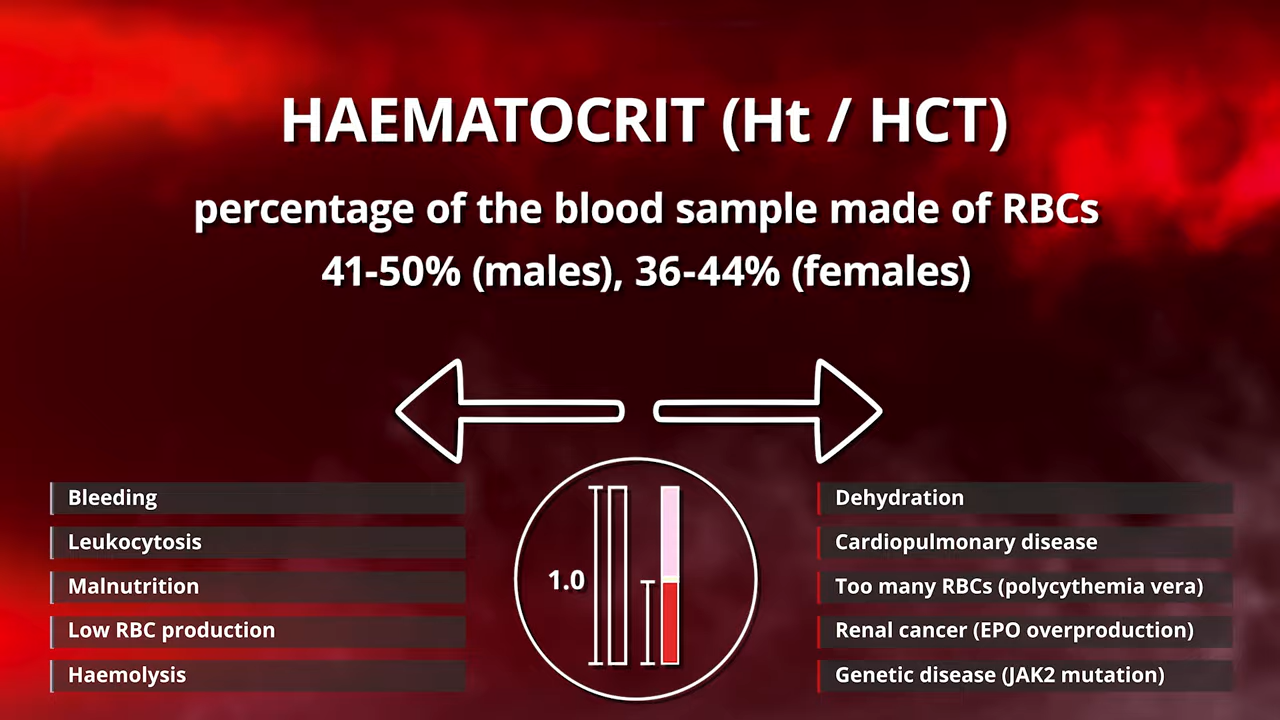 HAEMATOCRIT (Ht / HCT)
percentage of the blood sample made of RBCs
41-50% (males), 36-44% (females)
Bleeding
Leukocytosis
Malnutrition
Low RBC production
Haemolysis
1.0
Dehydration
Cardiopulmonary disease
Too many RBCs (polycythemia vera)
Renal cancer (EPO overproduction)
Genetic disease (JAK2 mutation)